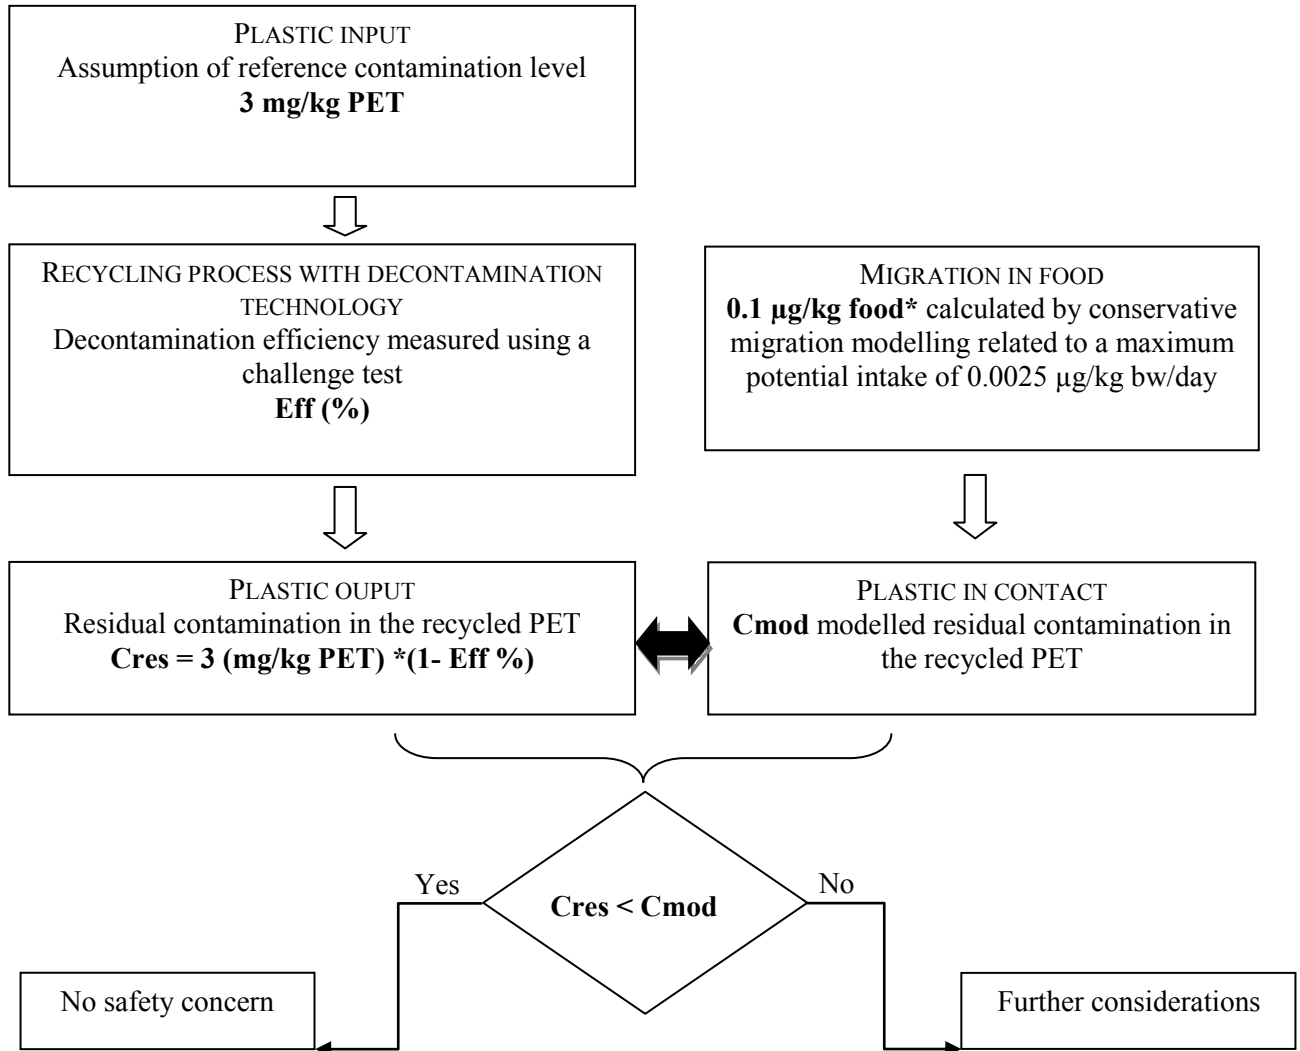 PLASTIC INPUT
Assumption of reference contamination level
3 mg/kg PET
RECYCLING PROCESS WITH DECONTAMINATION
TECHNOLOGY
Decontamination efficiency measured using a
challenge test
Eff (%)
MIGRATION IN FOOD
0.1 µg/kg food* calculated by conservative
migration modelling related to a maximum
potential intake of 0.0025 µg/kg bw/day
PLASTIC OUPUT
Residual contamination in the recycled PET
Cres = 3 (mg/kg PET) *(1- Eff %)
PLASTIC IN CONTACT
Cmod modelled residual contamination in
the recycled PET
Yes
Cres < Cmod
No
No safety concern
Further considerations